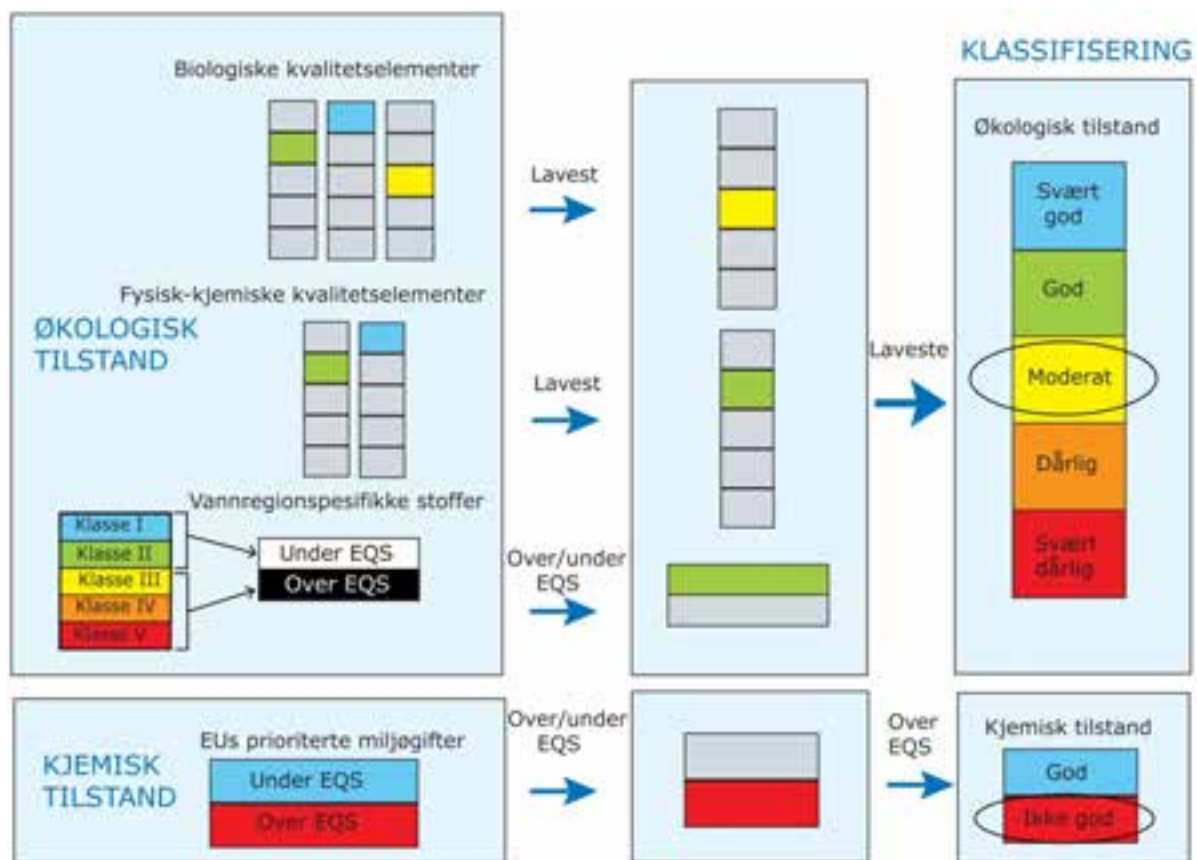 KLASSIFISERING
Biologiske kvalitetselementer
Lavest
Fysisk-kjemiske kvalitetselementer
ØKOLOGISK
TILSTAND
Lavest
Vannregionspesifikke stoffer
Klasse I
Klasse II
Klasse III
Klasse IV
Klasse V
Under EQS
Over EQS
Over/under
EQS
Laveste
Økologisk tilstand
Svært
god
God
Moderat
Dårlig
Svært
dårlig
KJEMISK
TILSTAND
EUs prioriterte miljøgifter
Under EQS
Over EQS
Over/under
EQS
Over
EQS
Kjemisk tilstand
God
Ikke god